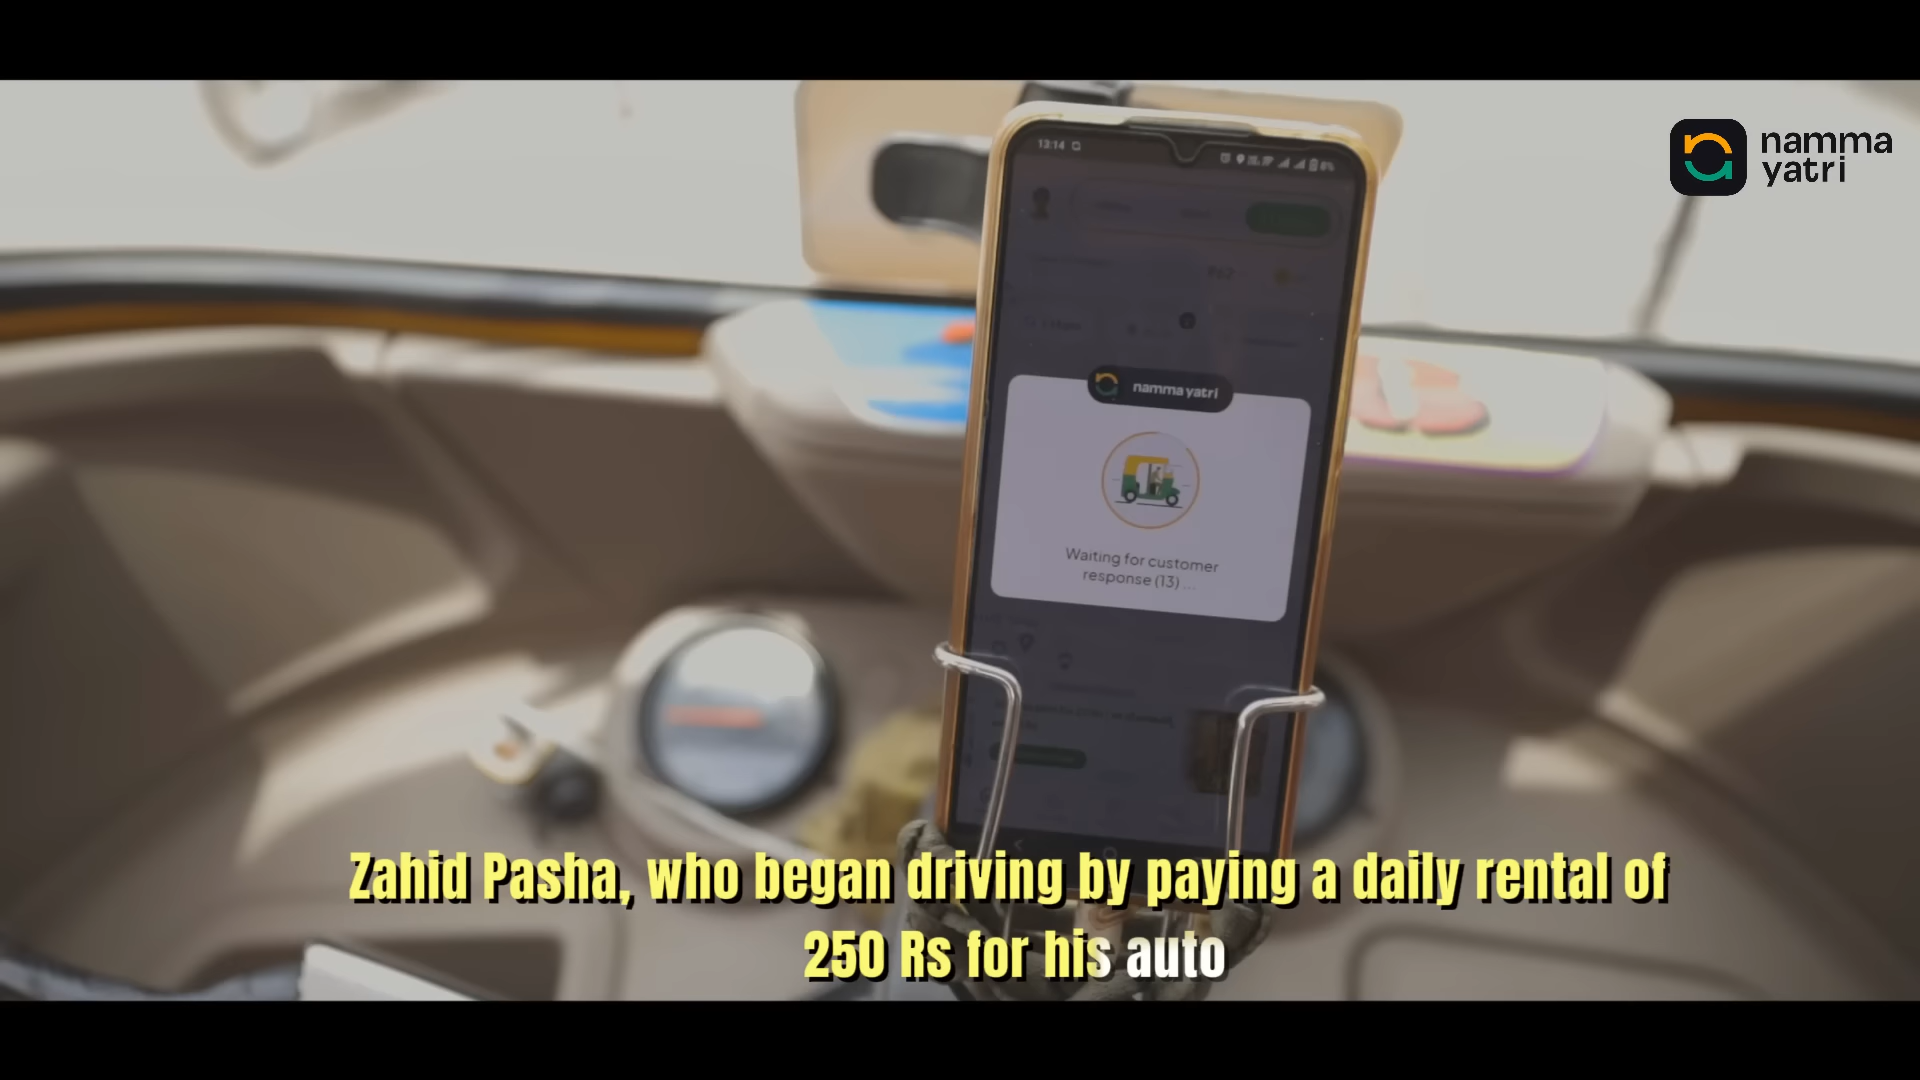 namma
yatri
13:14
8%
namma yatri
Waiting for customer
response (13) ...
Zahid Pasha, who began driving by paying a daily rental of
250 Rs for his auto